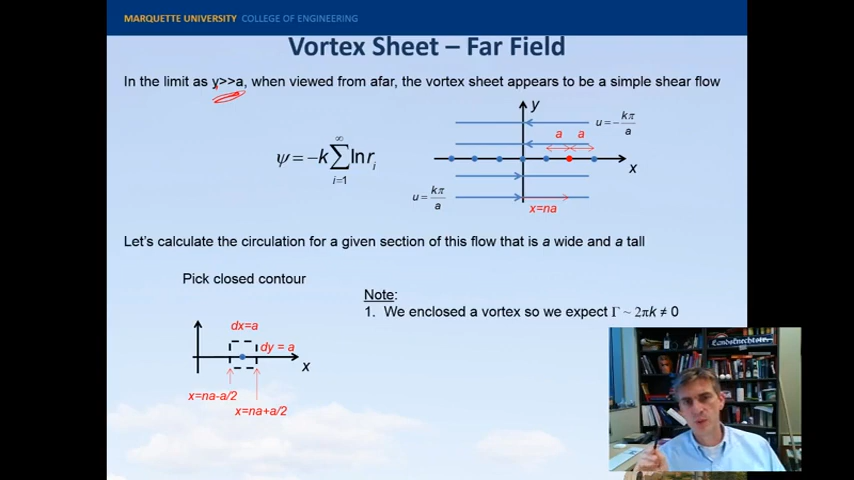 MARQUETTE UNIVERSITY COLLEGE OF ENGINEERING
Vortex Sheet – Far Field
In the limit as y>>a, when viewed from afar, the vortex sheet appears to be a simple shear flow
y
u = -kπ/a
a a
ψ = -k ∑ ln r_i
∞
i=1
x
u = kπ/a
x=na
Let's calculate the circulation for a given section of this flow that is a wide and a tall
Pick closed contour
Note:
1. We enclosed a vortex so we expect Γ ~ 2πk ≠ 0
dx=a
dy = a
x
x=na-a/2
x=na+a/2